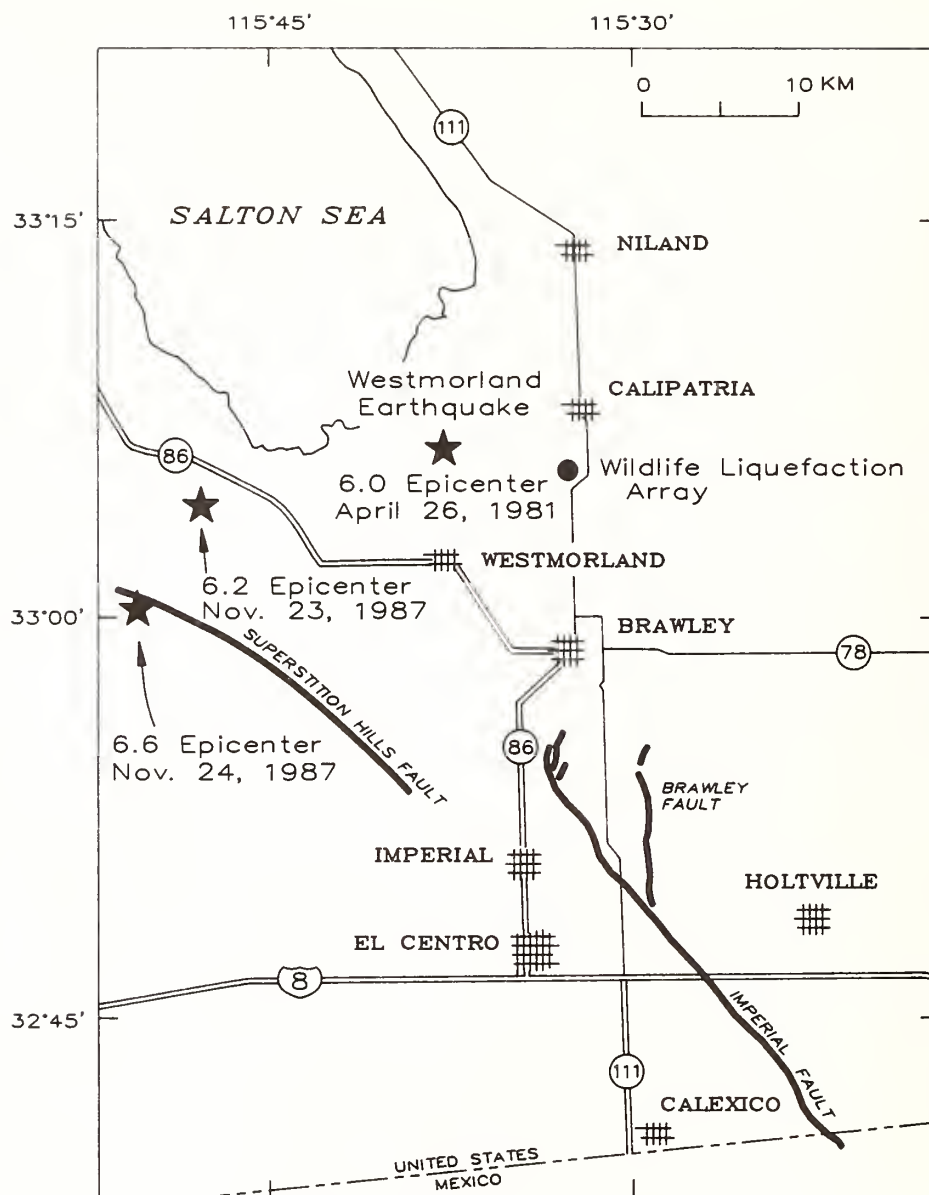 115°45'
115°30'
0 10 KM
111
SALTON SEA
33°15'
NILAND
Westmorland
Earthquake
CALIPATRIA
86
6.0 Epicenter
April 26, 1981
Wildlife Liquefaction
Array
WESTMORLAND
6.2 Epicenter
Nov. 23, 1987
33°00'
BRAWLEY
78
SUPERSTITION HILLS FAULT
6.6 Epicenter
Nov. 24, 1987
86
BRAWLEY
FAULT
IMPERIAL
HOLTVILLE
EL CENTRO
8
32°45'
IMPERIAL FAULT
111
CALEXICO
UNITED STATES
MEXICO